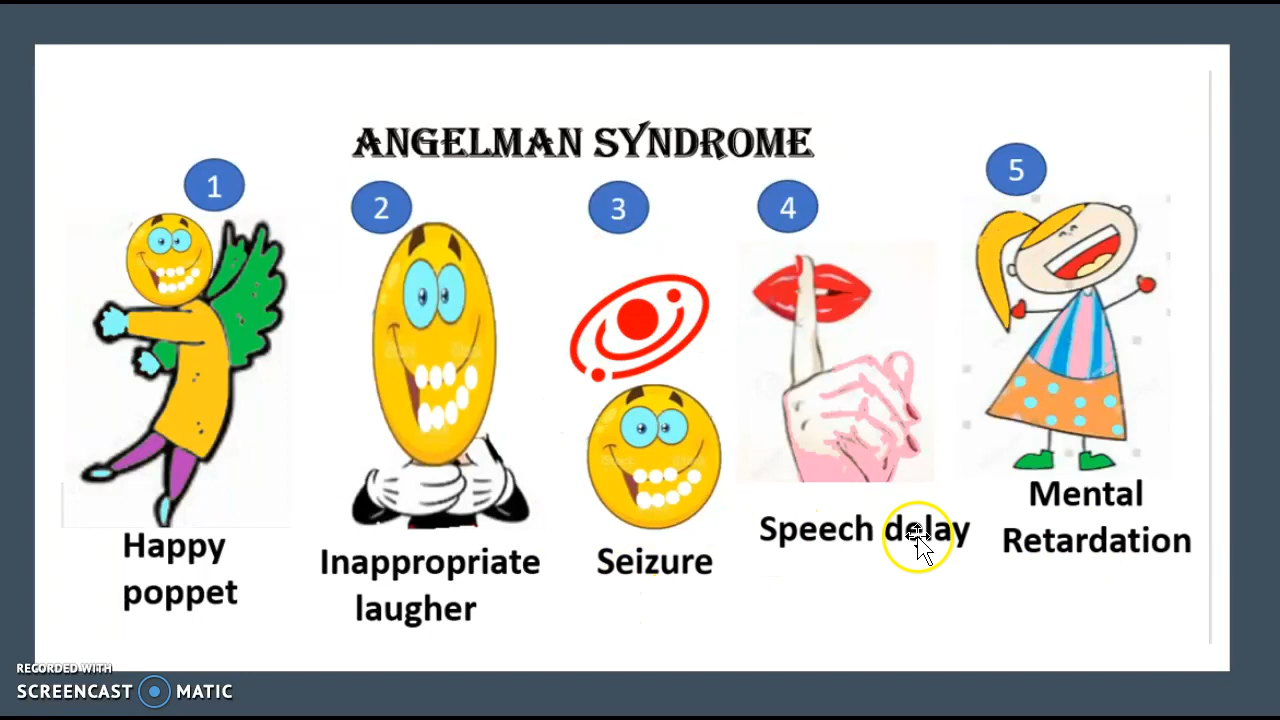 ANGELMAN SYNDROME
1
2
3
4
5
Happy
poppet
Inappropriate
laugher
Seizure
Speech delay
Mental
Retardation
RECORDED WITH
SCREENCAST MATIC